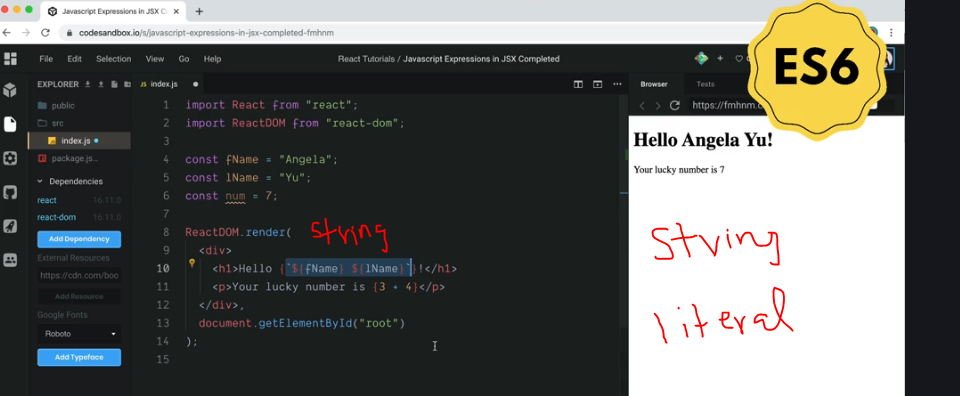 Javascript Expressions in JSX C
codesandbox.io/s/javascript-expressions-in-jsx-completed-fmhnm
File Edit Selection View Go Help
React Tutorials / Javascript Expressions in JSX Completed
ES6
EXPLORER
public
src
index.js
package.js...
Dependencies
react 16.11.0
react-dom 16.11.0
Add Dependency
External Resources
https://cdn.com/boo
Add Resource
Google Fonts
Roboto
Add Typeface
index.js
1 import React from "react";
2 import ReactDOM from "react-dom";
3
4 const fName = "Angela";
5 const lName = "Yu";
6 const num = 7;
7
8 ReactDOM.render(
string
9 <div>
10 <h1>Hello {`${fName} ${lName}`}!</h1>
11 <p>Your lucky number is {3 + 4}</p>
12 </div>,
13 document.getElementById("root")
14 );
15
Browser Tests
https://fmhnm.c
Hello Angela Yu!
Your lucky number is 7
string
literal